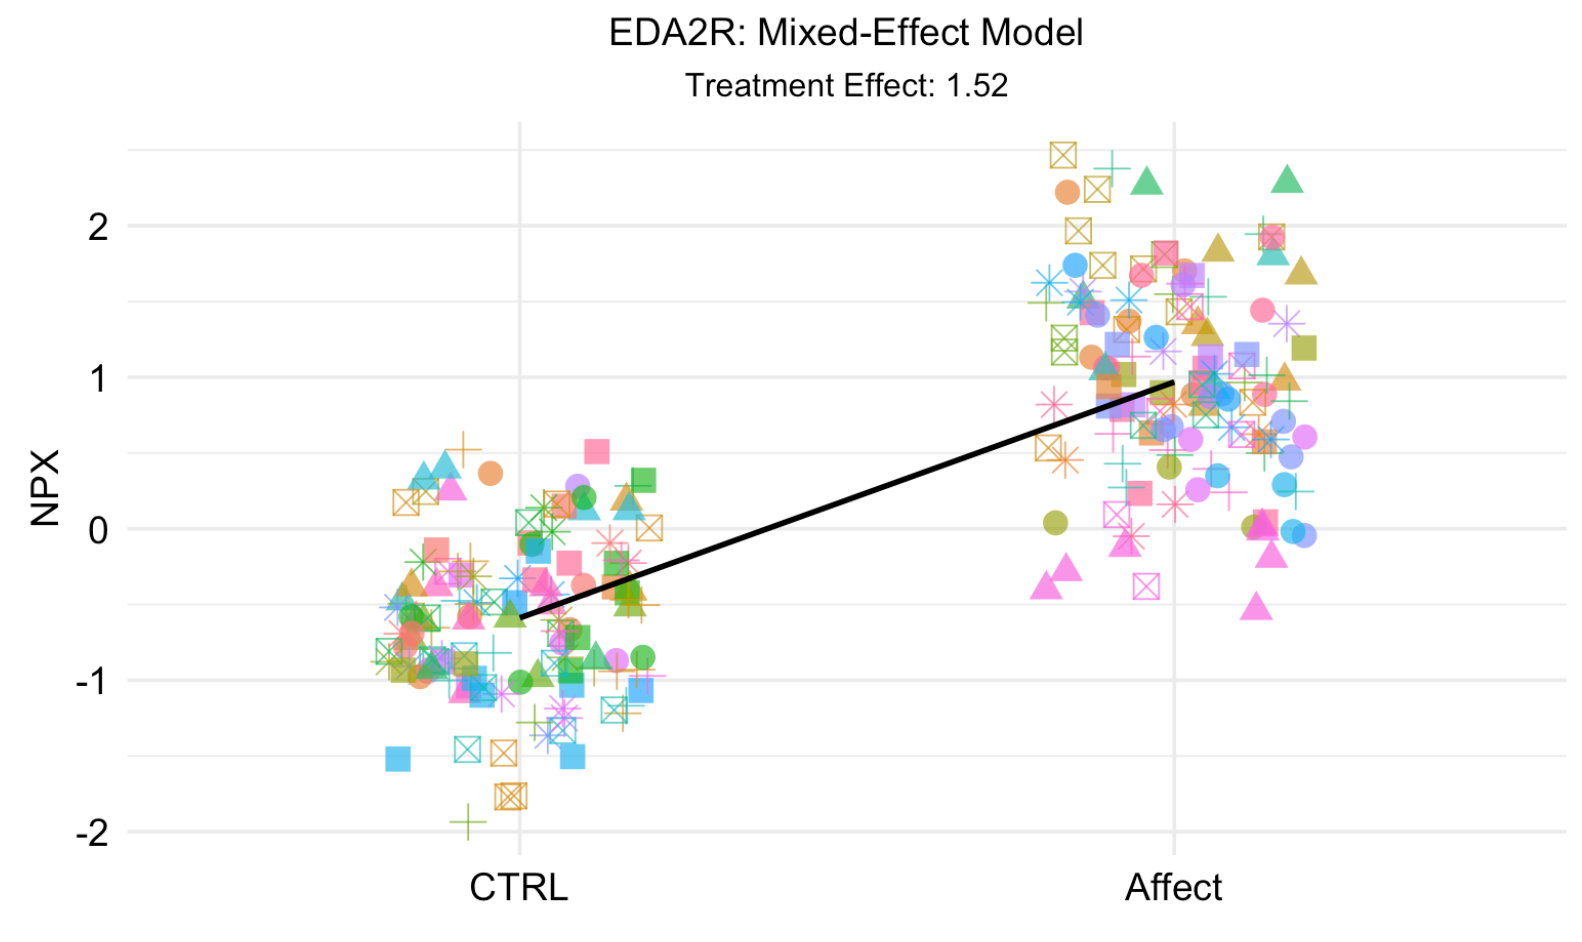 EDA2R: Mixed-Effect Model
Treatment Effect: 1.52
NPX
2
1
0
-1
-2
CTRL Affect